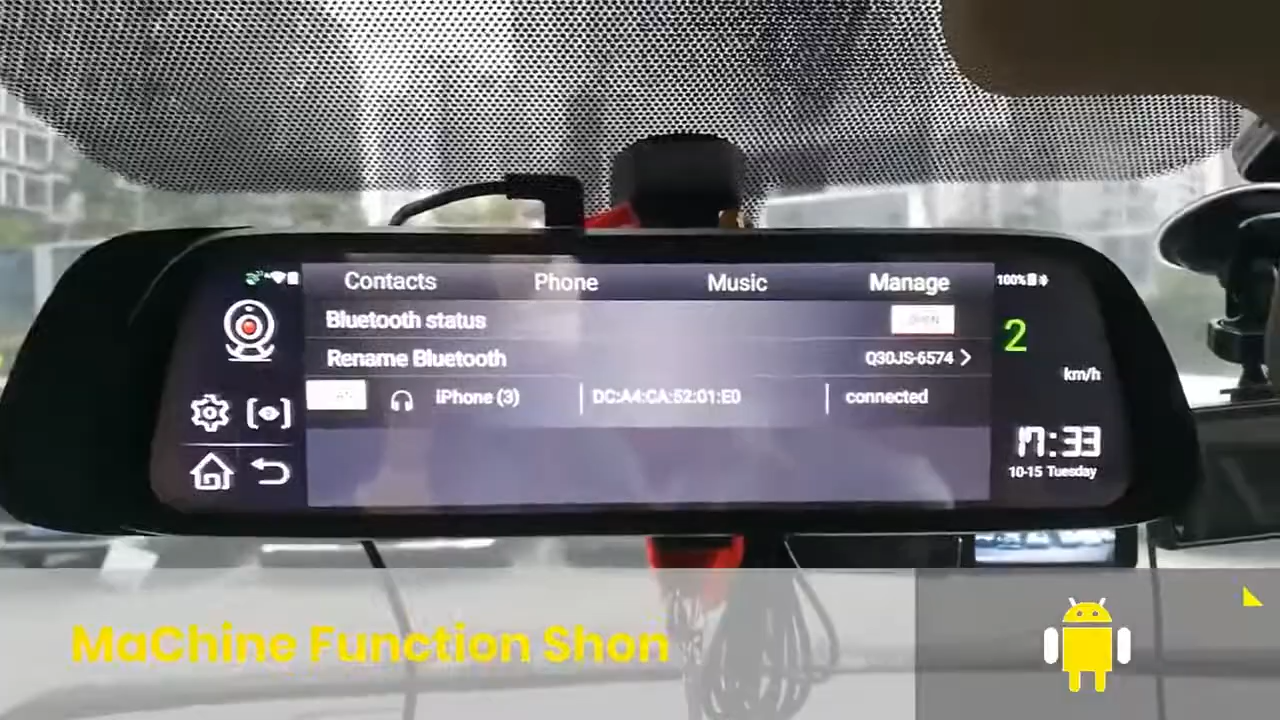 Contacts Phone Music Manage
100%
Bluetooth status OPEN
Rename Bluetooth Q30JS-6574
iPhone (3) DC:A4:CA:52:01:E0 connected
2
km/h
17:33
10-15 Tuesday
MaChine Function Shon